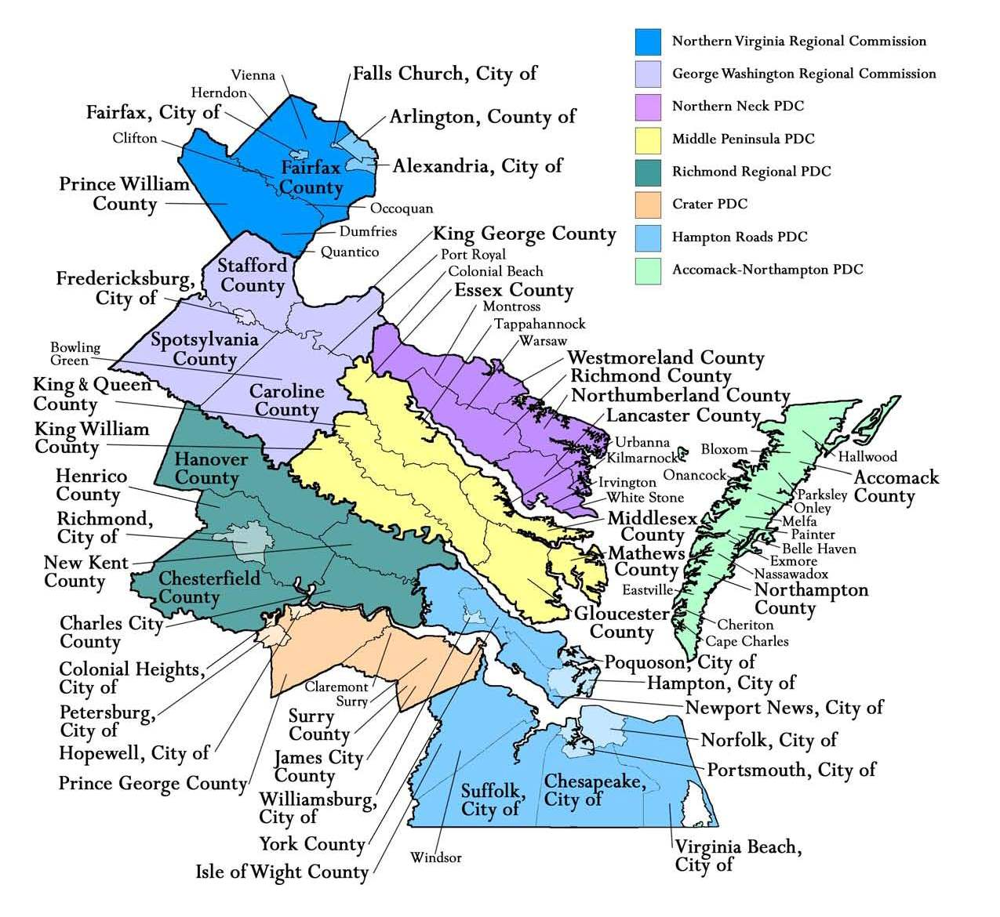 Northern Virginia Regional Commission
George Washington Regional Commission
Northern Neck PDC
Middle Peninsula PDC
Richmond Regional PDC
Crater PDC
Hampton Roads PDC
Accomack-Northampton PDC
Vienna
Falls Church, City of
Herndon
Fairfax, City of
Arlington, County of
Clifton
Fairfax
County
Alexandria, City of
Prince William
County
Occoquan
Dumfries
Quantico
King George County
Port Royal
Colonial Beach
Essex County
Montross
Tappahannock
Warsaw
Stafford
County
Fredericksburg,
City of
Spotsylvania
County
Bowling
Green
Caroline
County
King & Queen
County
King William
County
Westmoreland County
Richmond County
Northumberland County
Lancaster County
Hanover
County
Henrico
County
Richmond,
City of
New Kent
County
Chesterfield
County
Charles City
County
Colonial Heights,
City of
Petersburg,
City of
Hopewell, City of
Prince George County
Urbanna
Kilmarnock
Irvington
White Stone
Middlesex
County
Mathews
County
Gloucester
County
Bloxom
Onancock
Hallwood
Accomack
County
Parksley
Onley
Melfa
Painter
Belle Haven
Exmore
Nassawadox
Eastville
Northampton
County
Cheriton
Cape Charles
Poquoson, City of
Hampton, City of
Newport News, City of
Norfolk, City of
Portsmouth, City of
Claremont
Surry
Surry
County
James City
County
Williamsburg,
City of
York County
Isle of Wight County
Windsor
Suffolk,
City of
Chesapeake,
City of
Virginia Beach,
City of